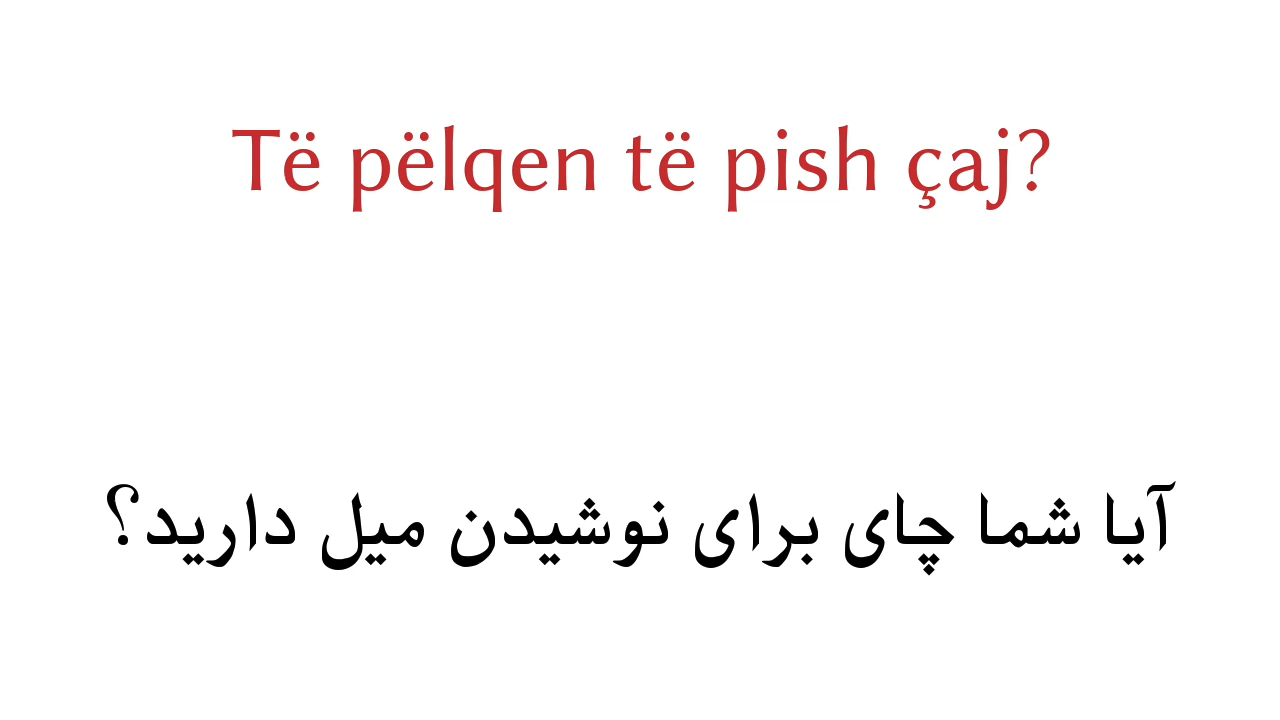 Të pëlqen të pish çaj?
آیا شما چای برای نوشیدن میل دارید؟